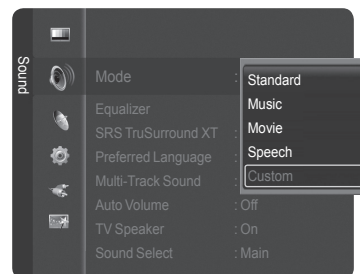 Sound
Mode :
Standard
Music
Movie
Speech
Custom
Equalizer
SRS TruSurround XT :
Preferred Language :
Multi-Track Sound :
Auto Volume : Off
TV Speaker : On
Sound Select : Main